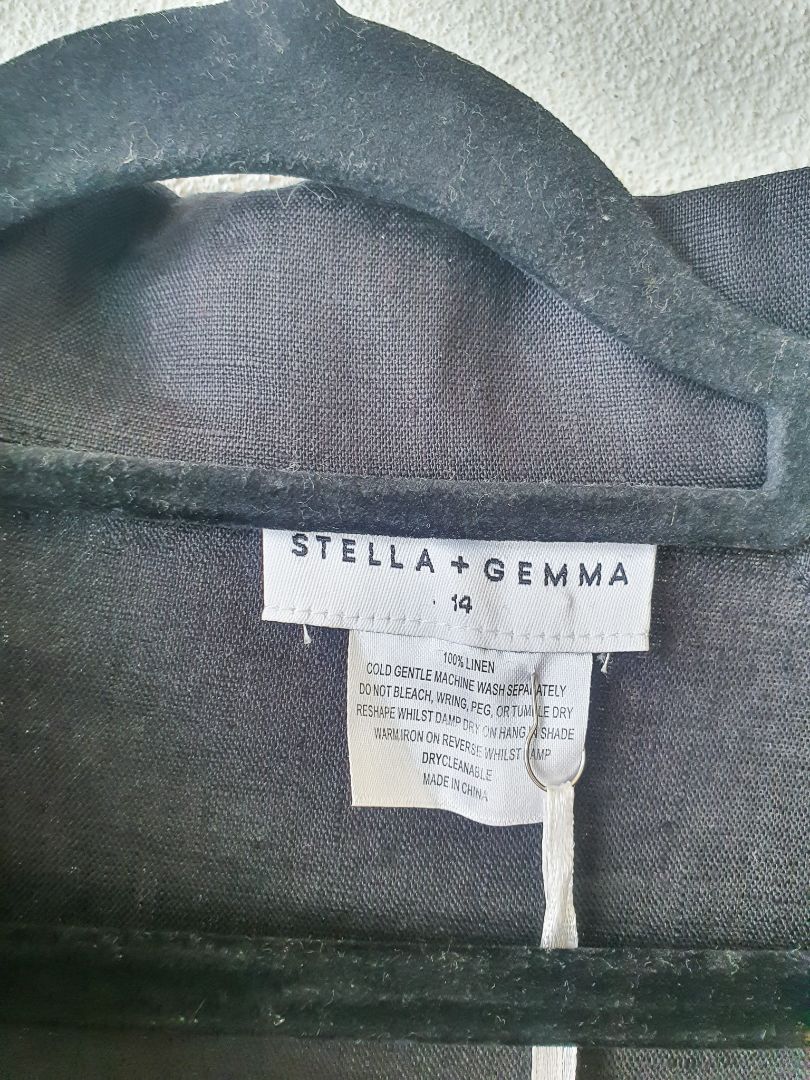 STELLA + GEMMA
14
100% LINEN
COLD GENTLE MACHINE WASH SEPARATELY
DO NOT BLEACH, WRING, PEG, OR TUMBLE DRY
RESHAPE WHILST DAMP DRY ON HANG IN SHADE
WARM IRON ON REVERSE WHILST DAMP
DRYCLEANABLE
MADE IN CHINA